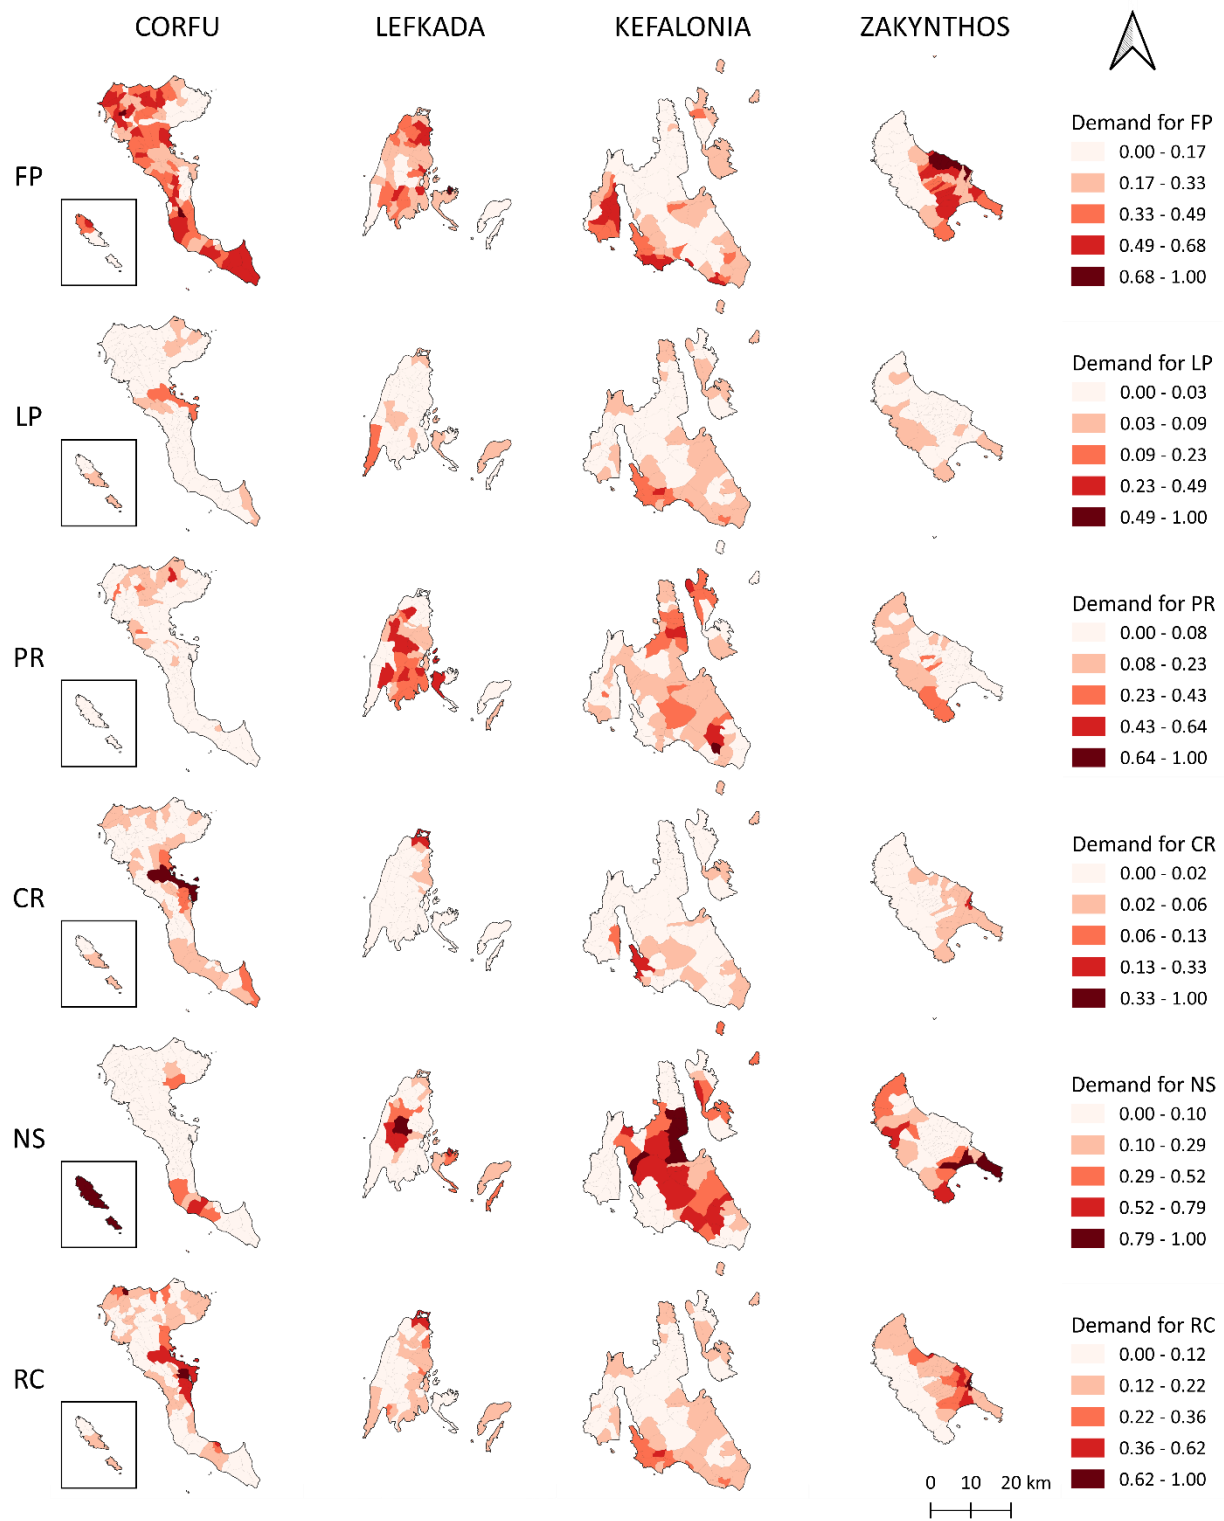 CORFU LEFKADA KEFALONIA ZAKYNTHOS
FP
Demand for FP
0.00 - 0.17
0.17 - 0.33
0.33 - 0.49
0.49 - 0.68
0.68 - 1.00
LP
Demand for LP
0.00 - 0.03
0.03 - 0.09
0.09 - 0.23
0.23 - 0.49
0.49 - 1.00
PR
Demand for PR
0.00 - 0.08
0.08 - 0.23
0.23 - 0.43
0.43 - 0.64
0.64 - 1.00
CR
Demand for CR
0.00 - 0.02
0.02 - 0.06
0.06 - 0.13
0.13 - 0.33
0.33 - 1.00
NS
Demand for NS
0.00 - 0.10
0.10 - 0.29
0.29 - 0.52
0.52 - 0.79
0.79 - 1.00
RC
Demand for RC
0.00 - 0.12
0.12 - 0.22
0.22 - 0.36
0.36 - 0.62
0.62 - 1.00
0 10 20 km